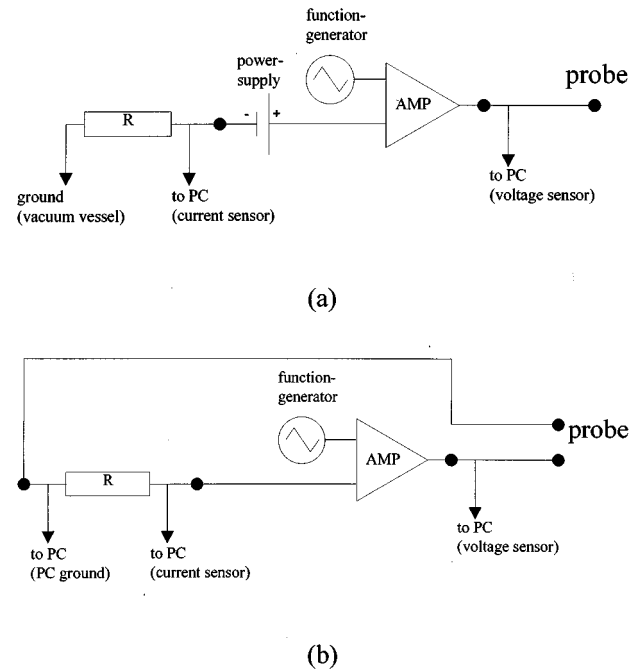 function-
generator
power-
supply
probe
AMP
R
- +
ground
(vacuum vessel)
to PC
(current sensor)
to PC
(voltage sensor)
(a)
function-
generator
probe
AMP
R
to PC
(PC ground)
to PC
(current sensor)
to PC
(voltage sensor)
(b)